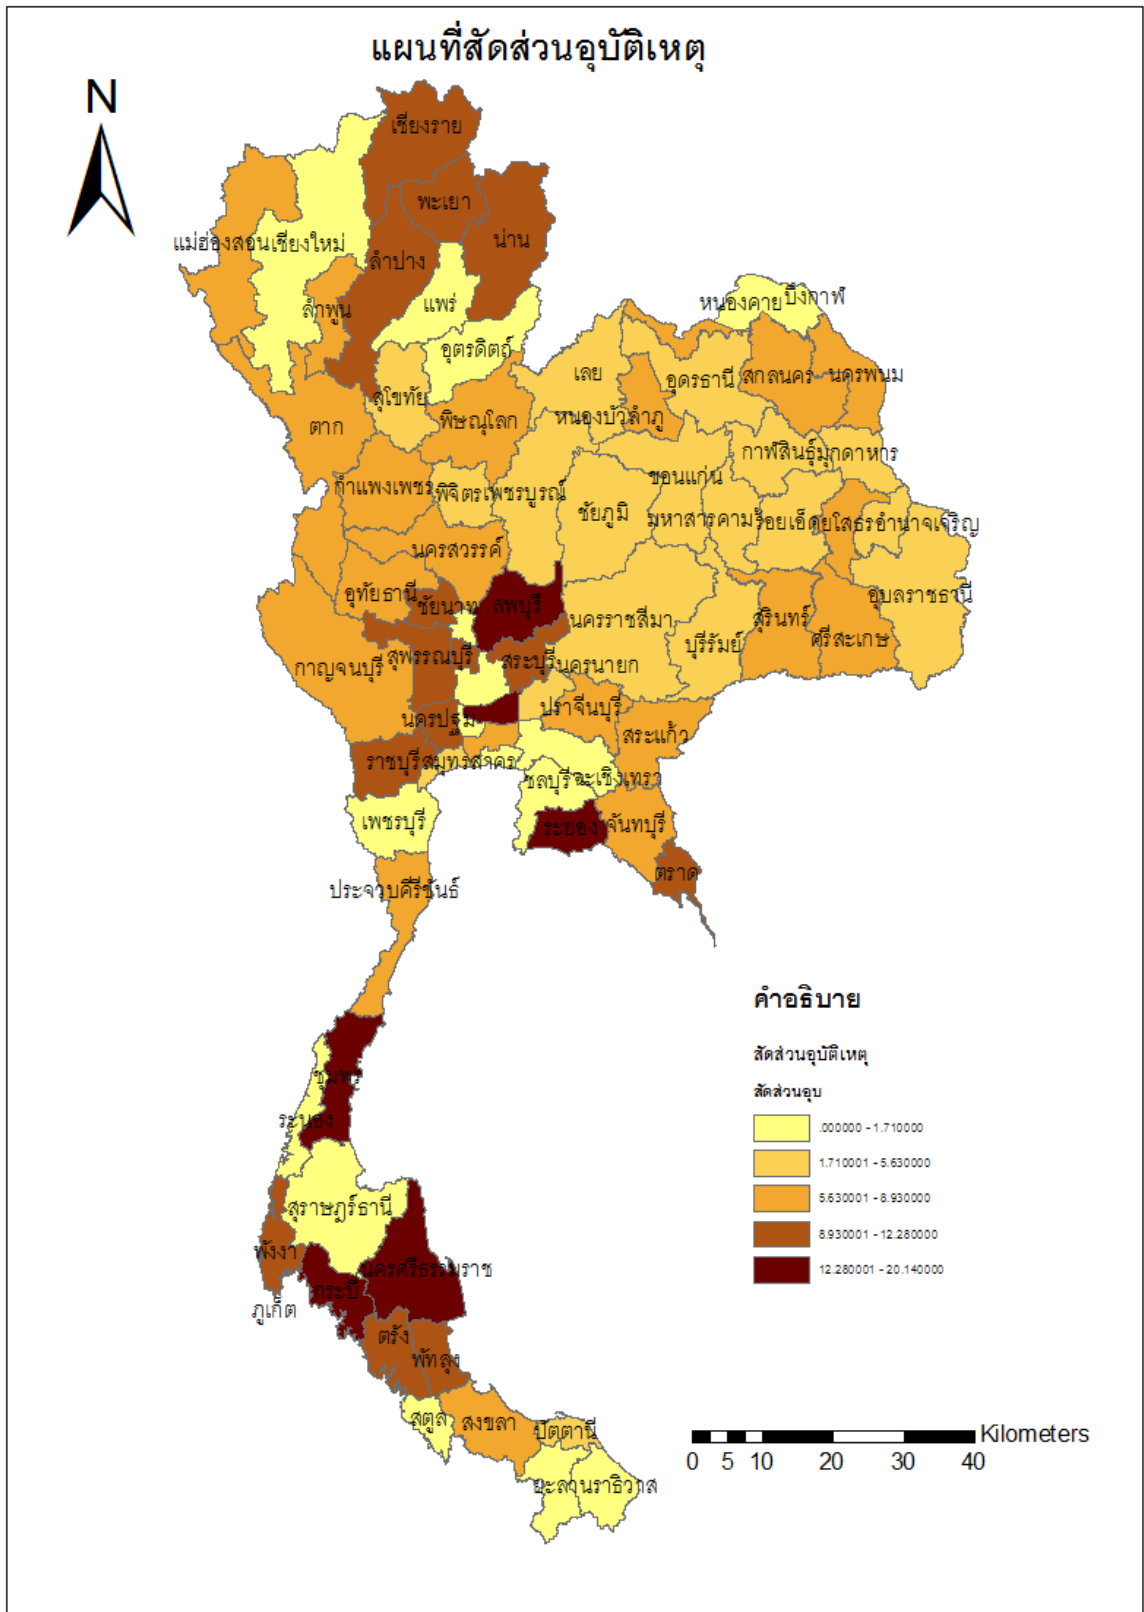 แผนที่สัดส่วนอุบัติเหตุ
N
เชียงราย
พะเยา
น่าน
แม่ฮ่องสอน
เชียงใหม่
ลำปาง
ลำพูน
แพร่
อุตรดิตถ์
หนองคาย
บึงกาฬ
เลย
อุดรธานี
สกลนคร
นครพนม
สุโขทัย
ตาก
พิษณุโลก
หนองบัวลำภู
กาฬสินธุ์
มุกดาหาร
ขอนแก่น
กำแพงเพชร
พิจิตร
เพชรบูรณ์
ชัยภูมิ
มหาสารคาม
ร้อยเอ็ด
ยโสธร
อำนาจเจริญ
นครสวรรค์
อุทัยธานี
ชัยนาท
ลพบุรี
นครราชสีมา
บุรีรัมย์
สุรินทร์
ศรีสะเกษ
อุบลราชธานี
กาญจนบุรี
สุพรรณบุรี
สระบุรี
นครนายก
นครปฐม
ปราจีนบุรี
สระแก้ว
ราชบุรี
สมุทรสาคร
ชลบุรี
ฉะเชิงเทรา
เพชรบุรี
ระยอง
จันทบุรี
ตราด
ประจวบคีรีขันธ์
ชุมพร
ระนอง
สุราษฎร์ธานี
พังงา
นครศรีธรรมราช
กระบี่
ภูเก็ต
ตรัง
พัทลุง
สตูล
สงขลา
ปัตตานี
ยะลา
นราธิวาส
คำอธิบาย
สัดส่วนอุบัติเหตุ
สัดส่วนอุบ
.000000 - 1.710000
1.710001 - 5.630000
5.630001 - 8.930000
8.930001 - 12.280000
12.280001 - 20.140000
Kilometers
0 5 10 20 30 40